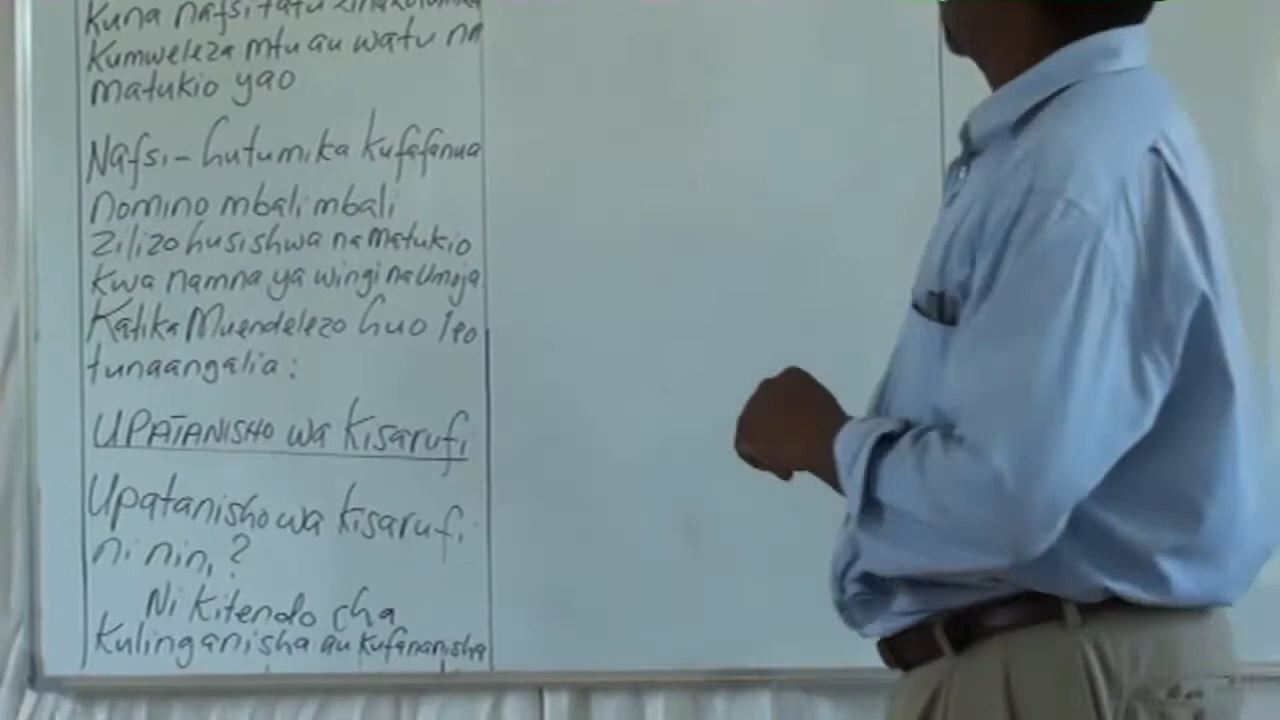 Kuna nafsi tatu
Kumweleza mtu au watu na
matukio yao
Nafsi - hutumika kufafanua
nomino mbali mbali
zilizo husishwa na matukio
kwa namna ya wingi na Umoja
Katika Muendelezo huo leo
tunaangalia:
UPATANISHO wa Kisarufi
Upatanisho wa kisarufi
ni nini?
Ni Kitendo cha
Kulinganisha au kufananisha